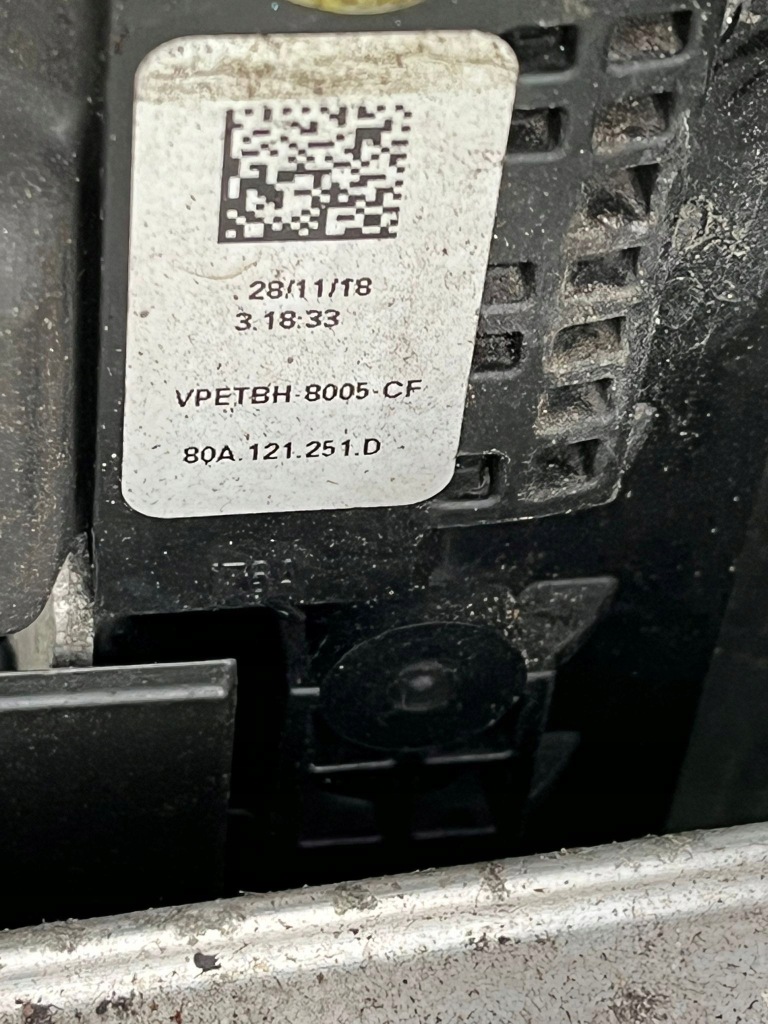 28/11/18
3.18:33
VPETBH-8005-CF
80A.121.251.D